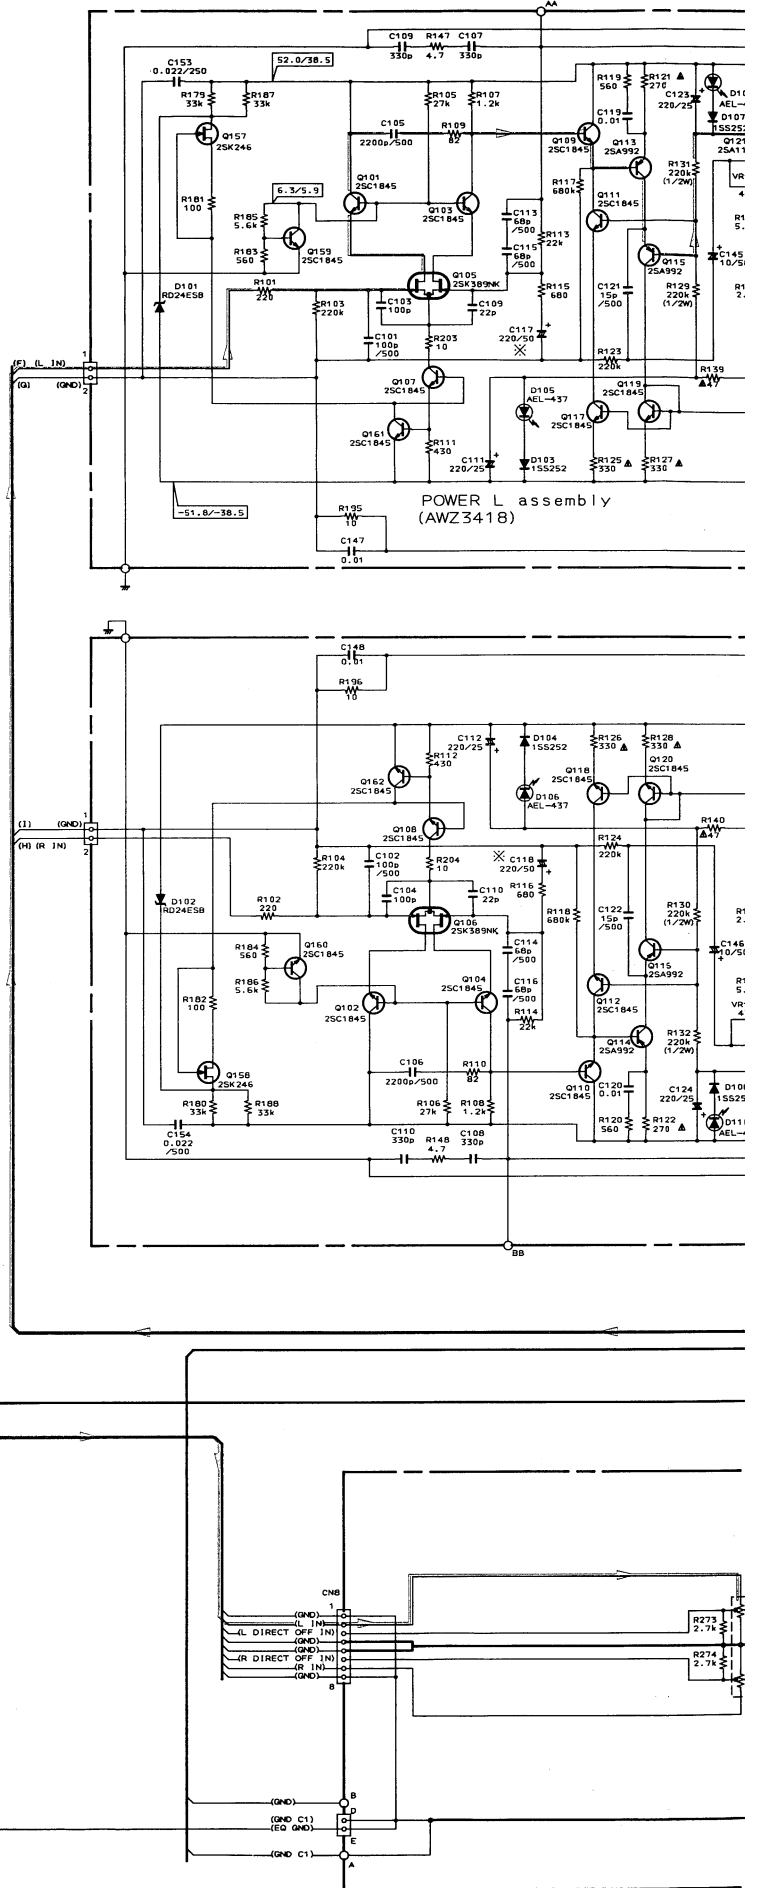 AA
C109 R147 C107
330p 4.7 330p
C153
0.022/250
52.0/38.5
R179
33k
R187
33k
R105
27k
R107
1.2k
R119
560
R121
270
C123
220/25
AEL-4
D107
1SS252
Q157
2SK246
C105
2200p/500
R109
82
C119
0.01
Q109
2SC1845
Q113
2SA992
Q121
2SA11
R131
220k
(1/2W)
VR
R181
100
6.3/5.9
Q101
2SC1845
R117
680k
Q111
2SC1845
R185
5.6k
R183
560
Q159
2SC1845
Q103
2SC1845
C113
68p
/500
C115
68p
/500
R113
22k
Q115
2SA992
C145
10/50
D101
RD24ESB
R101
220
Q105
2SK389NK
R115
680
C121
15p
/500
R129
220k
(1/2W)
R103
220k
C103
100p
C109
22p
C101
100p
/500
R203
10
C117
220/50
※
R123
220k
1
(F) (L IN)
(G) (GND)
2
R139
47
Q107
2SC1845
D105
AEL-437
Q119
2SC1845
Q117
2SC1845
Q161
2SC1845
R111
430
C111
220/25
D103
1SS252
R125
330
R127
330
-51.8/-38.5
R195
10
POWER L assembly
(AWZ3418)
C147
0.01
C148
0.01
R196
10
C112
220/25
D104
1SS252
R126
330
R128
330
R112
430
Q162
2SC1845
Q118
2SC1845
Q120
2SC1845
D106
AEL-437
1
(I) (GND)
(H) (R IN)
2
Q108
2SC1845
R140
47
R124
220k
R104
220k
C102
100p
/500
R204
10
※
C118
220/50
C104
100p
C110
22p
R116
680
D102
RD24ESB
R102
220
Q106
2SK389NK
R118
680k
C122
15p
/500
R130
220k
(1/2W)
R184
560
Q160
2SC1845
C114
68p
/500
Q115
2SA992
C146
10/50
R186
5.6k
Q104
2SC1845
C116
68p
/500
R182
100
Q102
2SC1845
R114
22k
Q112
2SC1845
Q114
2SA992
R132
220k
(1/2W)
Q158
2SK246
C106
2200p/500
R110
82
Q110
2SC1845
C120
0.01
C124
220/25
R180
33k
R188
33k
R106
27k
R108
1.2k
R120
560
R122
270
AEL-4
C154
0.022
/500
C110 R148 C108
330p 4.7 330p
BB
CN8
1
(GND)
(L IN)
(L DIRECT OFF IN)
(GND)
(GND)
(R DIRECT OFF IN)
(R IN)
(GND)
8
R273
2.7k
R274
2.7k
(GND) B
D
(GND C1)
(EQ GND)
E
(GND C1)
A